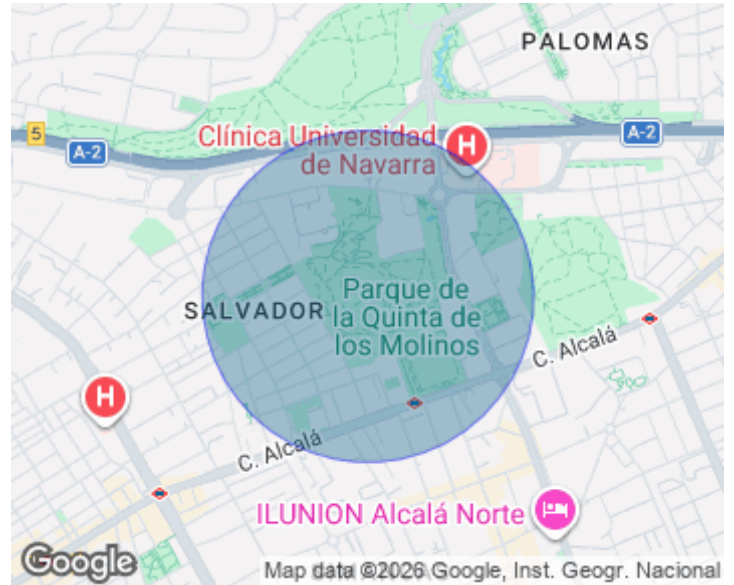 PALOMAS
5
A-2
A-2
Clínica Universidad
de Navarra
H
SALVADOR
Parque de
la Quinta de
los Molinos
C. Alcalá
H
C. Alcalá
ILUNION Alcalá Norte
Google
Map data ©2026 Google, Inst. Geogr. Nacional